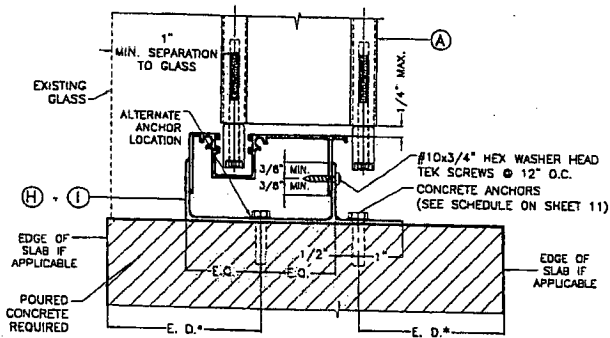 1"
MIN. SEPARATION
TO GLASS
A
1/4" MAX.
EXISTING
GLASS
ALTERNATE
ANCHOR
LOCATION
3/8"
MIN.
3/8"
MIN.
#10x3/4" HEX WASHER HEAD
TEK SCREWS @ 12" O.C.
H - I
CONCRETE ANCHORS
(SEE SCHEDULE ON SHEET 11)
EDGE OF
SLAB IF
APPLICABLE
1/2"
1"
E.Q.
E.Q.
EDGE OF
SLAB IF
APPLICABLE
POURED
CONCRETE
REQUIRED
E. D.*
E. D.*